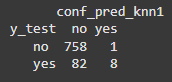 conf_pred_knn1
y_test no yes
no 758 1
yes 82 8